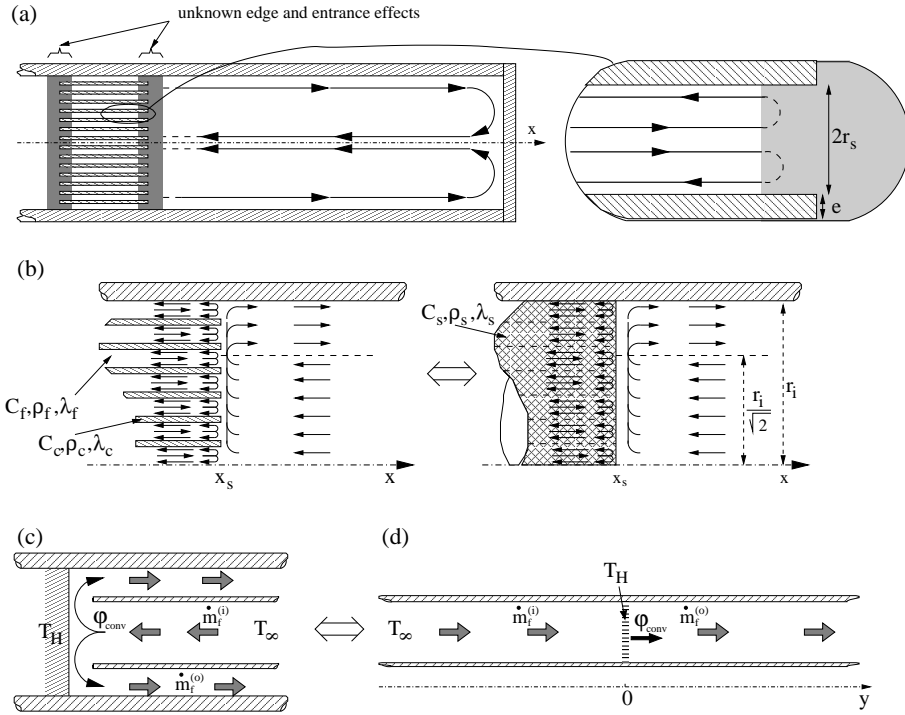 (a)
unknown edge and entrance effects
x
2r_s
e
(b)
C_f,ρ_f,λ_f
C_c,ρ_c,λ_c
x_s
x
C_s,ρ_s,λ_s
r_i/√2
r_i
x_s
x
(c)
T_H
φ_conv
ṁ_f^(i)
T_∞
ṁ_f^(o)
(d)
T_H
T_∞
ṁ_f^(i)
φ_conv
ṁ_f^(o)
0
y